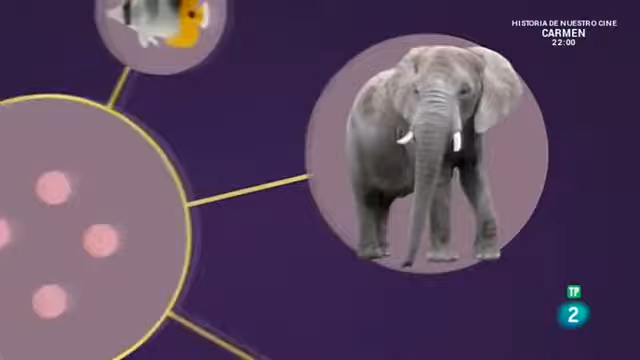 HISTORIA DE NUESTRO CINE
CARMEN
22:00
TP
2